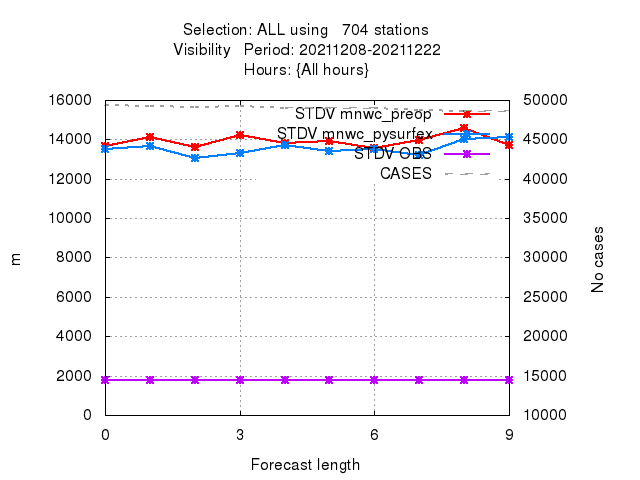 Selection: ALL using   704 stations
Visibility   Period: 20211208-20211222
Hours: {All hours}
16000
14000
12000
10000
8000
6000
4000
2000
0
m
50000
45000
40000
35000
30000
25000
20000
15000
10000
No cases
STDV mnwc_preop
STDV mnwc_pysurfex
STDV OBS
CASES
0
3
6
9
Forecast length